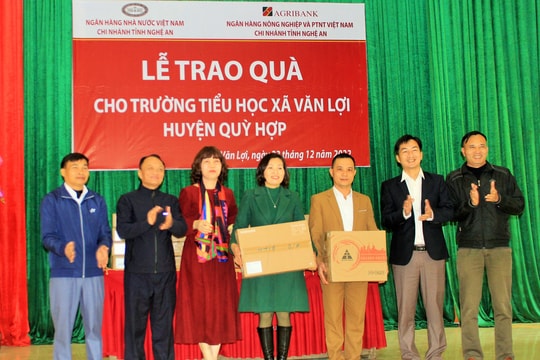 NGÂN HÀNG NHÀ NƯỚC VIỆT NAM
CHI NHÁNH TỈNH NGHỆ AN
AGRIBANK
NGÂN HÀNG NÔNG NGHIỆP VÀ PTNT VIỆT NAM
CHI NHÁNH TỈNH NGHỆ AN
LỄ TRAO QUÀ
CHO TRƯỜNG TIỂU HỌC XÃ VĂN LỢI
HUYỆN QUỲ HỢP
Văn Lợi, ngày tháng 12 năm